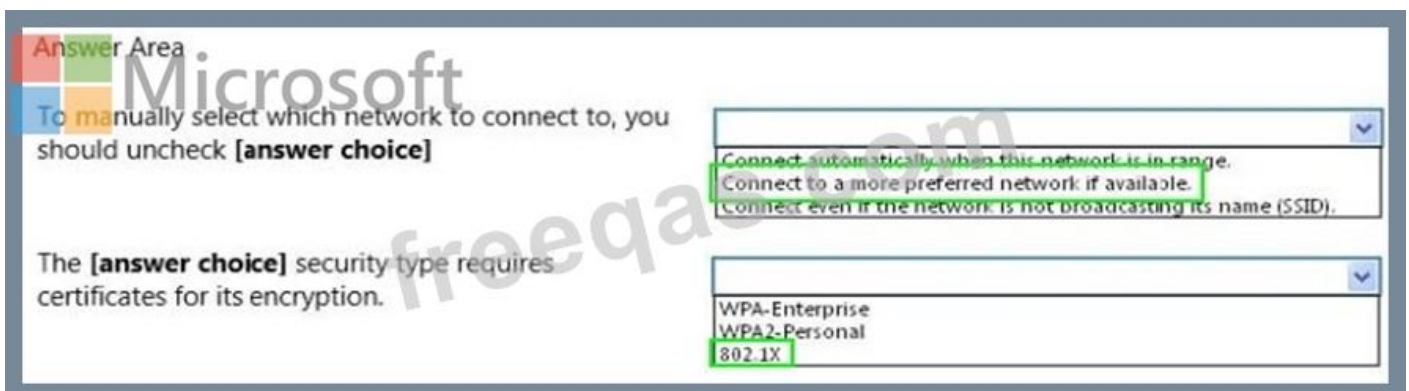 Answer Area
Microsoft
To manually select which network to connect to, you
should uncheck [answer choice]
Connect automatically when this network is in range.
Connect to a more preferred network if available.
Connect even if the network is not broadcasting its name (SSID).
freeqas.com
The [answer choice] security type requires
certificates for its encryption.
WPA-Enterprise
WPA2-Personal
802.1X